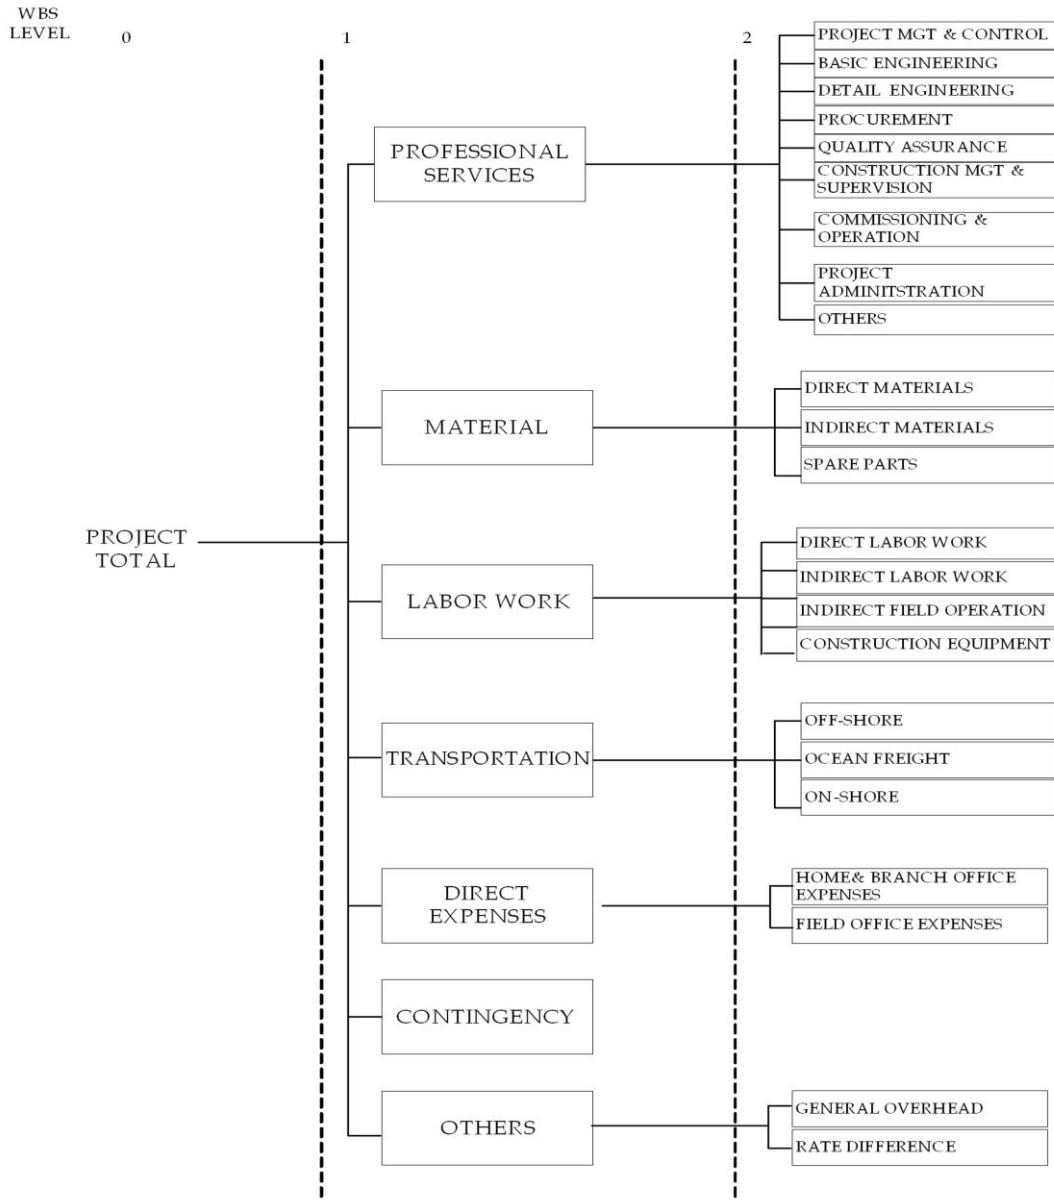 WBS
LEVEL
0
1
2
PROJECT TOTAL
PROFESSIONAL
SERVICES
PROJECT MGT & CONTROL
BASIC ENGINEERING
DETAIL ENGINEERING
PROCUREMENT
QUALITY ASSURANCE
CONSTRUCTION MGT &
SUPERVISION
COMMISSIONING &
OPERATION
PROJECT
ADMINITSTRATION
OTHERS
MATERIAL
DIRECT MATERIALS
INDIRECT MATERIALS
SPARE PARTS
LABOR WORK
DIRECT LABOR WORK
INDIRECT LABOR WORK
INDIRECT FIELD OPERATION
CONSTRUCTION EQUIPMENT
TRANSPORTATION
OFF-SHORE
OCEAN FREIGHT
ON-SHORE
DIRECT
EXPENSES
HOME& BRANCH OFFICE
EXPENSES
FIELD OFFICE EXPENSES
CONTINGENCY
OTHERS
GENERAL OVERHEAD
RATE DIFFERENCE